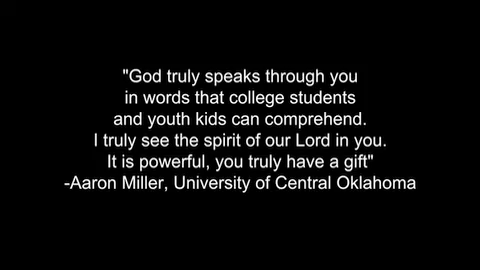 "God truly speaks through you
in words that college students
and youth kids can comprehend.
I truly see the spirit of our Lord in you.
It is powerful, you truly have a gift"
-Aaron Miller, University of Central Oklahoma